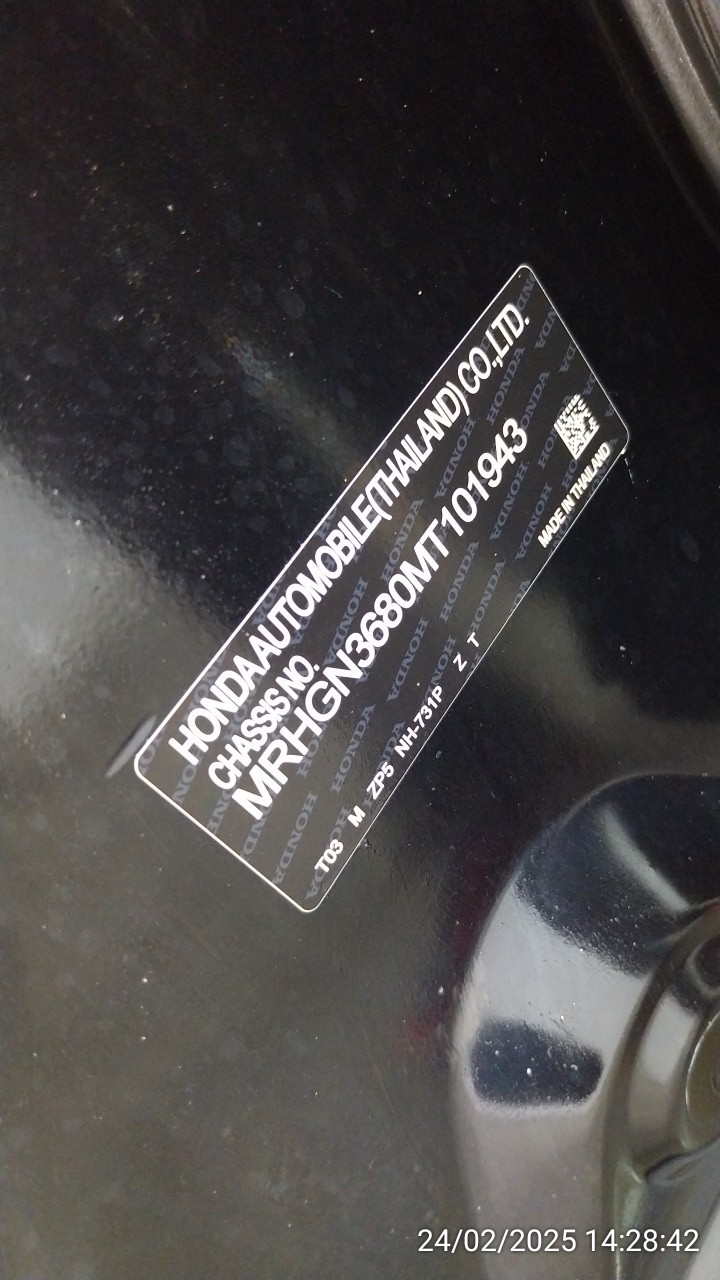 HONDA AUTOMOBILE(THAILAND) CO.,LTD.
CHASSIS NO.
MRHGN3680MT101943
MADE IN THAILAND
T03 M ZP5 NH-731P Z T
24/02/2025 14:28:42